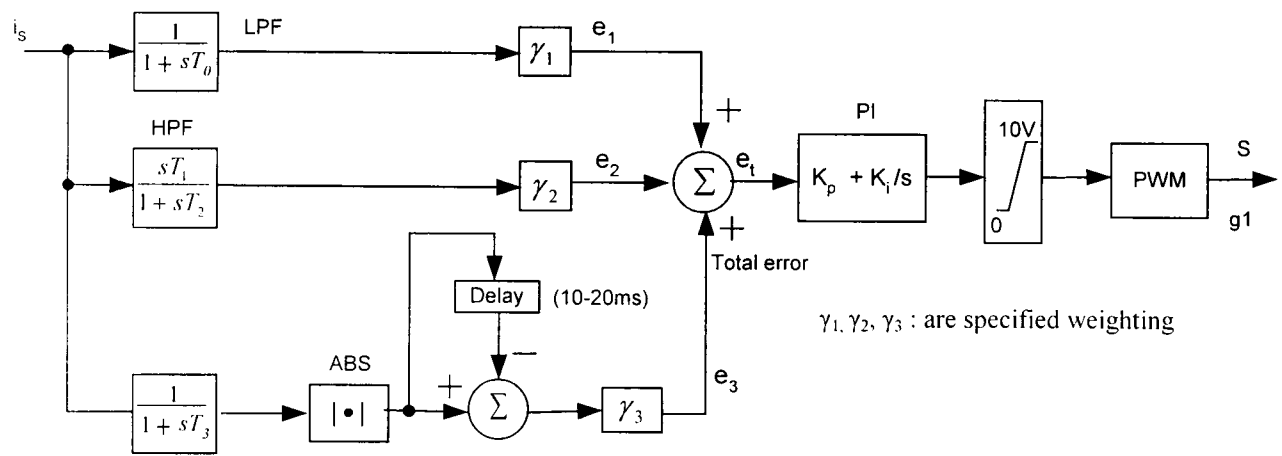 i_s
1
1 + sT_0
LPF
γ_1
e_1
+
HPF
sT_1
1 + sT_2
γ_2
e_2
Σ
e_t
PI
K_p + K_i/s
10V
0
PWM
S
g1
+
Total error
Delay
(10-20ms)
γ_1, γ_2, γ_3 : are specified weighting
−
1
1 + sT_3
ABS
|•|
+
Σ
γ_3
e_3